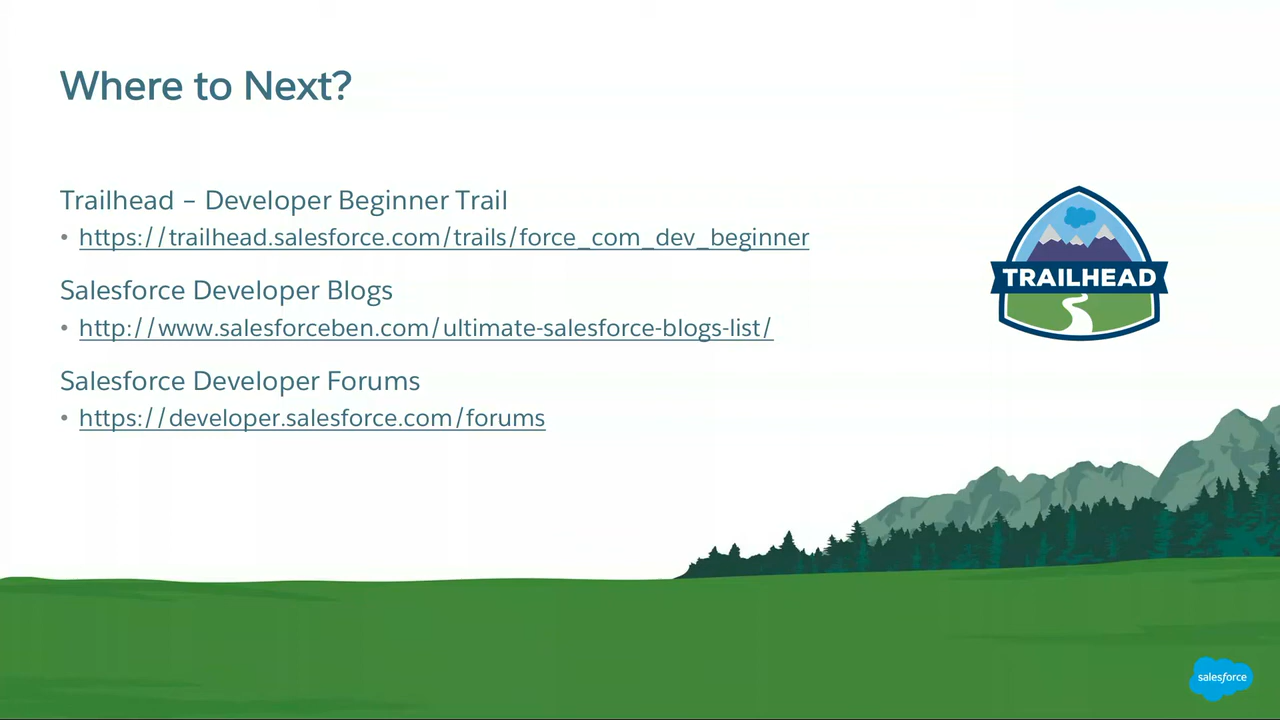 Where to Next?
Trailhead – Developer Beginner Trail
• https://trailhead.salesforce.com/trails/force_com_dev_beginner
Salesforce Developer Blogs
• http://www.salesforceben.com/ultimate-salesforce-blogs-list/
Salesforce Developer Forums
• https://developer.salesforce.com/forums
TRAILHEAD
salesforce